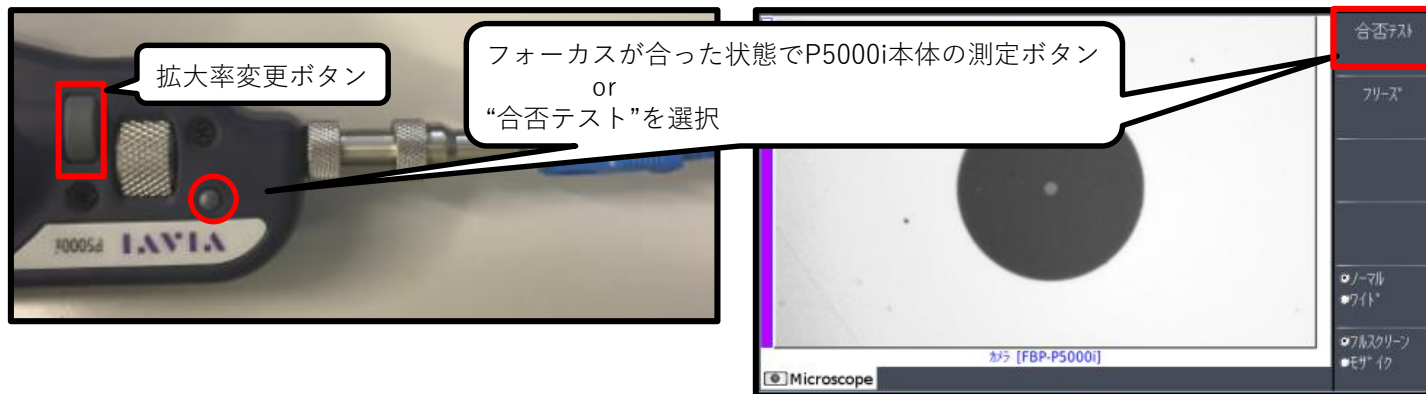 拡大率変更ボタン
フォーカスが合った状態でP5000i本体の測定ボタン
or
“合否テスト”を選択
P5000i VIAVI
合否ﾃｽﾄ
ﾌﾘｰｽﾞ
ﾉｰﾏﾙ
ﾜｲﾄﾞ
ﾌﾙｽｸﾘｰﾝ
ﾓｻﾞｲｸ
ｶﾒﾗ [FBP-P5000i]
Microscope